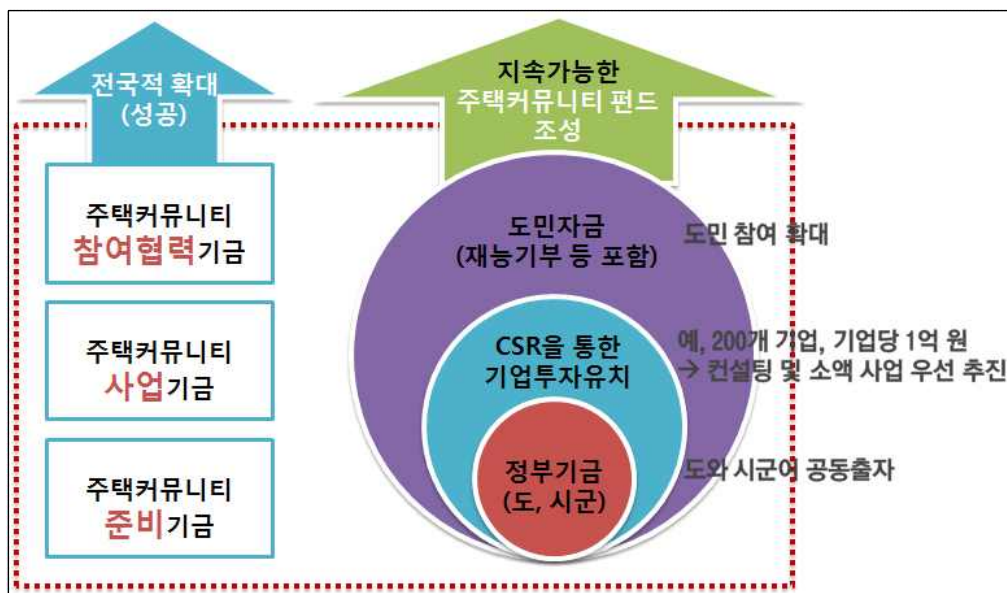 전국적 확대
(성공)
주택커뮤니티
참여협력기금
주택커뮤니티
사업기금
주택커뮤니티
준비기금
지속가능한
주택커뮤니티 펀드
조성
도민자금
(재능기부 등 포함)
도민 참여 확대
CSR을 통한
기업투자유치
예, 200개 기업, 기업당 1억 원
→ 컨설팅 및 소액 사업 우선 추진
정부기금
(도, 시군)
도와 시군어 공동출자